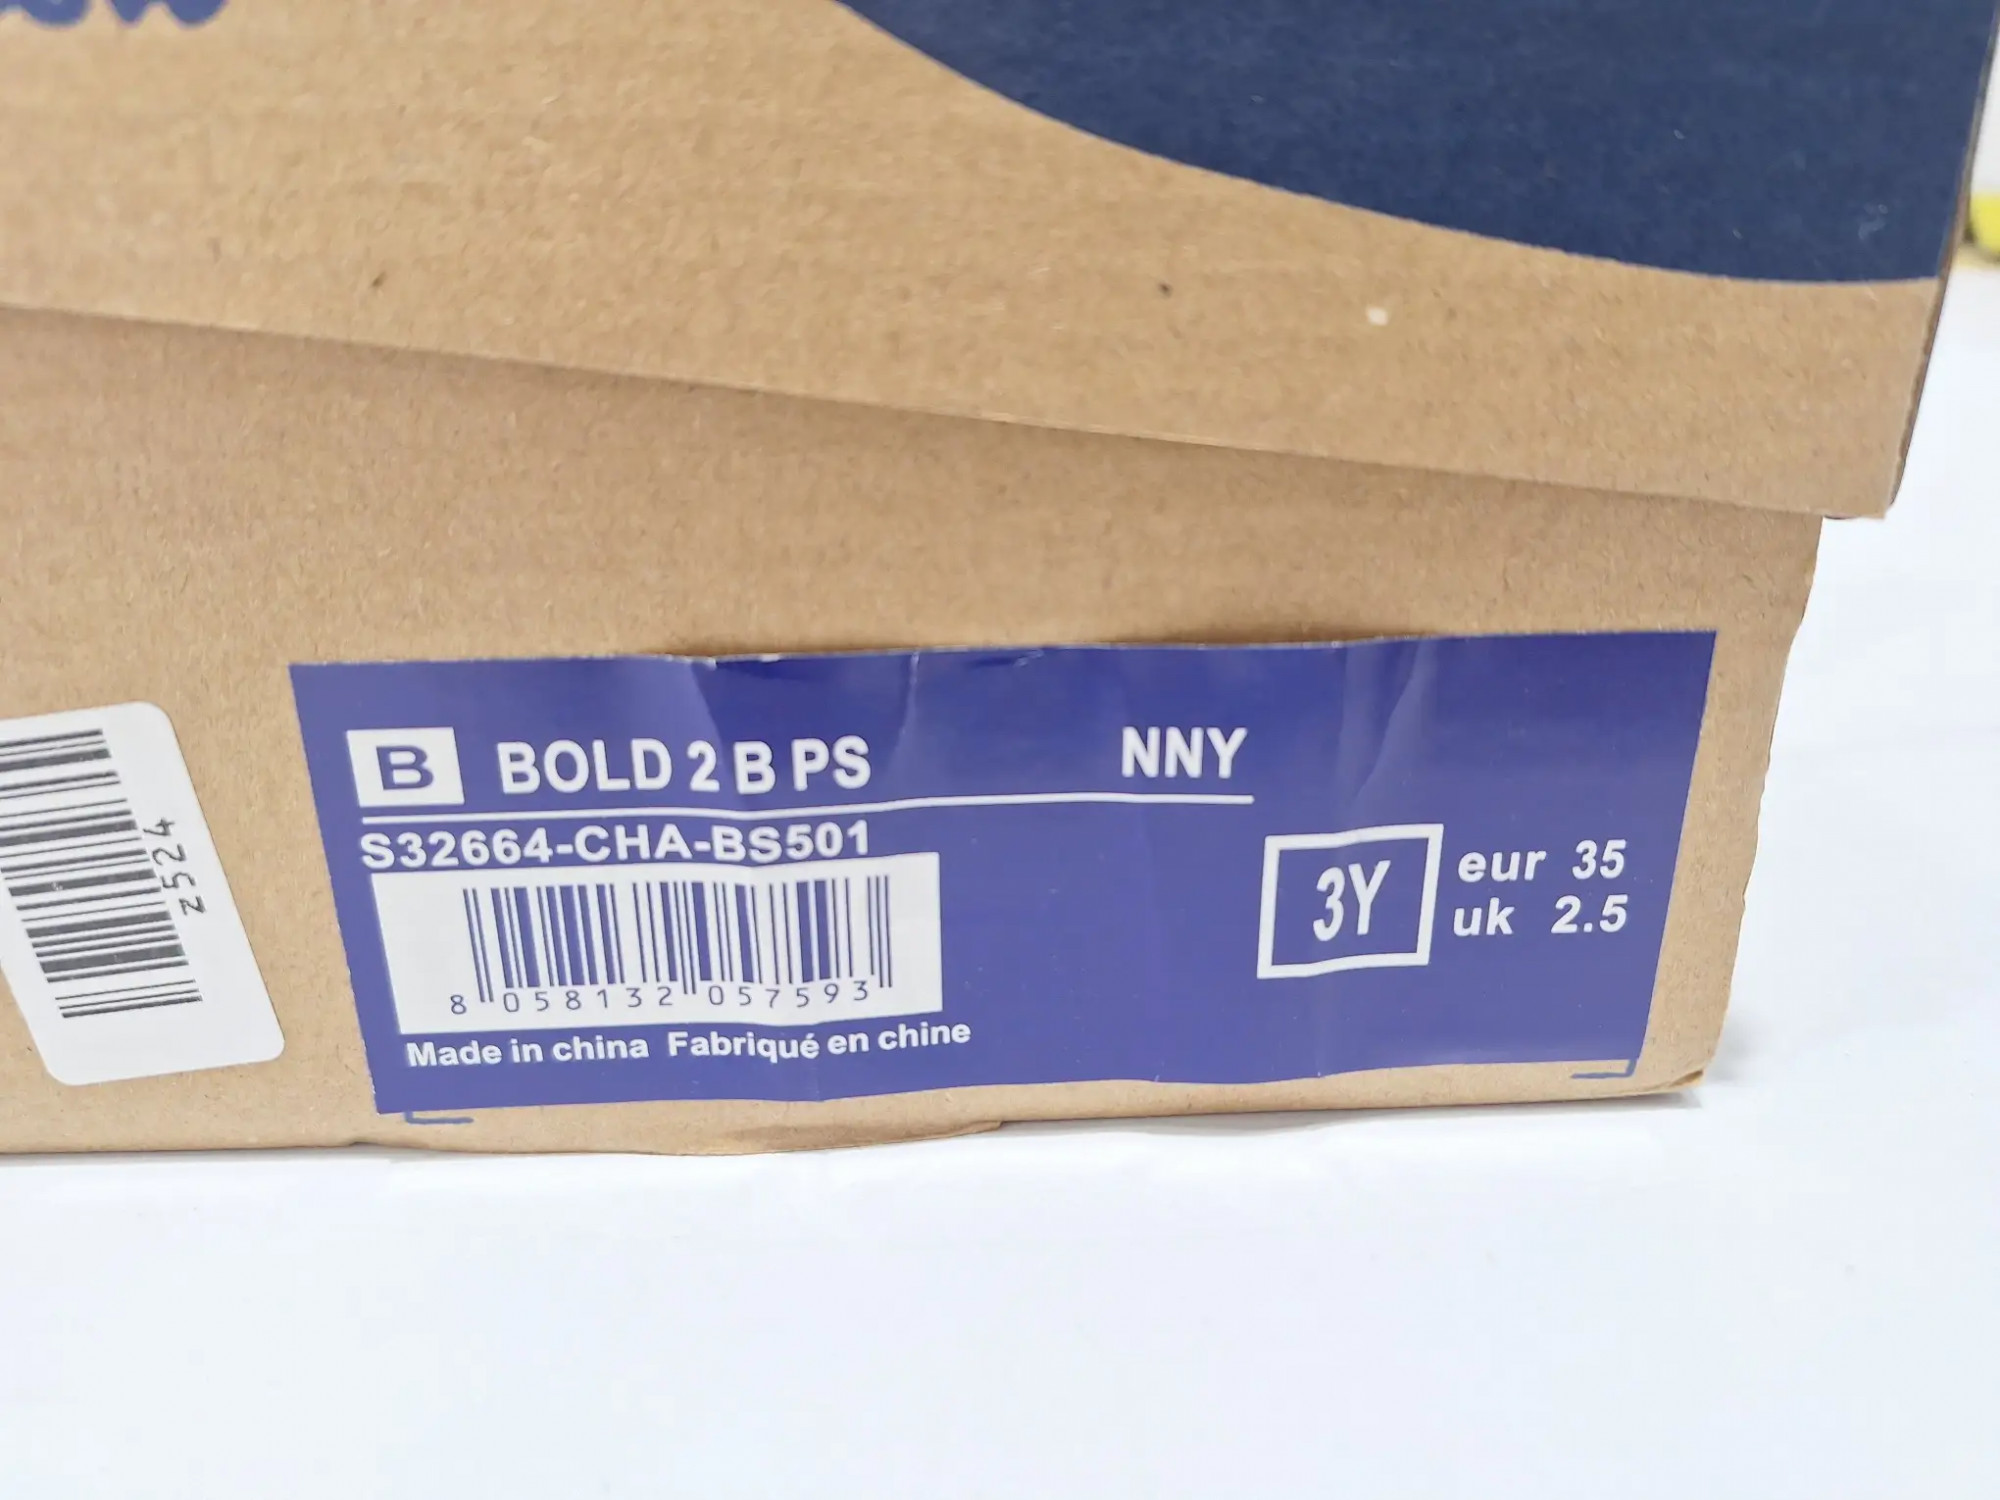 B BOLD 2 B PS NNY
S32664-CHA-BS501
3Y
eur 35
uk 2.5
8 058132 057593
Made in china Fabriqué en chine
2524